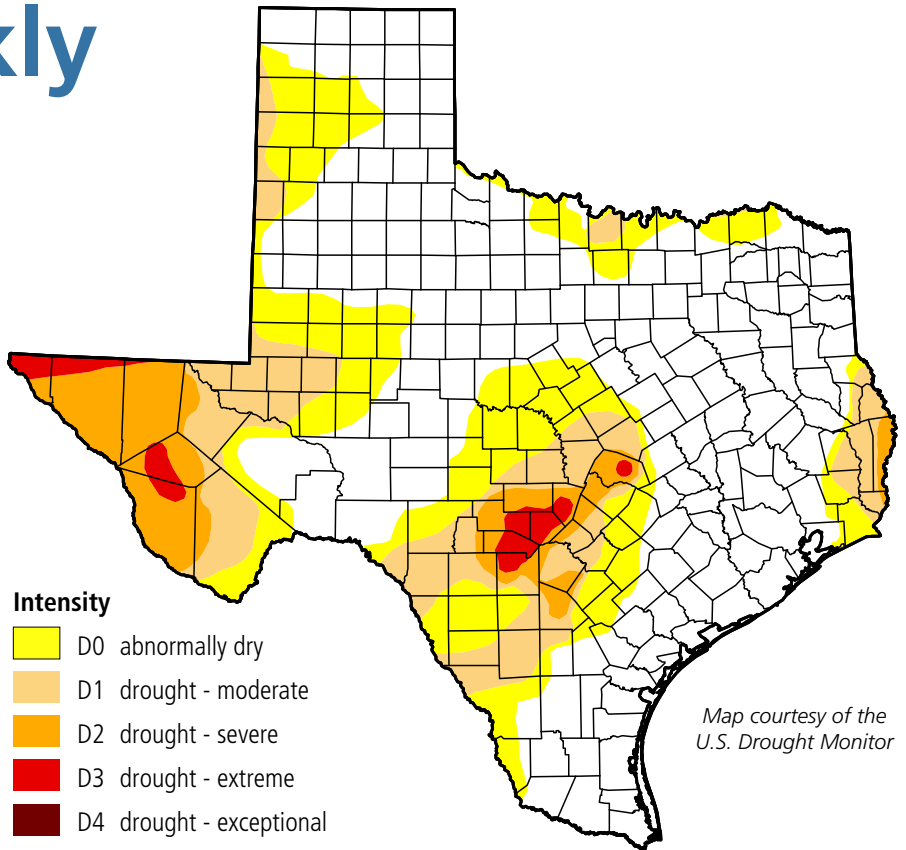 kly
Intensity
D0 abnormally dry
D1 drought - moderate
D2 drought - severe
D3 drought - extreme
D4 drought - exceptional
Map courtesy of the
U.S. Drought Monitor